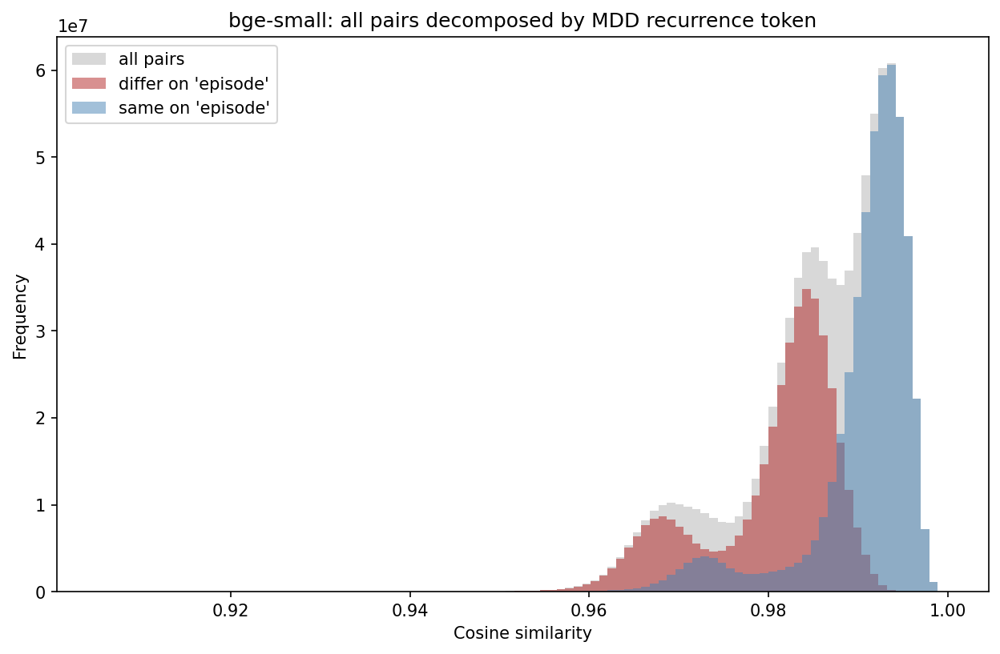 bge-small: all pairs decomposed by MDD recurrence token
1e7
all pairs
differ on 'episode'
same on 'episode'
6
5
4
3
2
1
0
Frequency
0.92 0.94 0.96 0.98 1.00
Cosine similarity